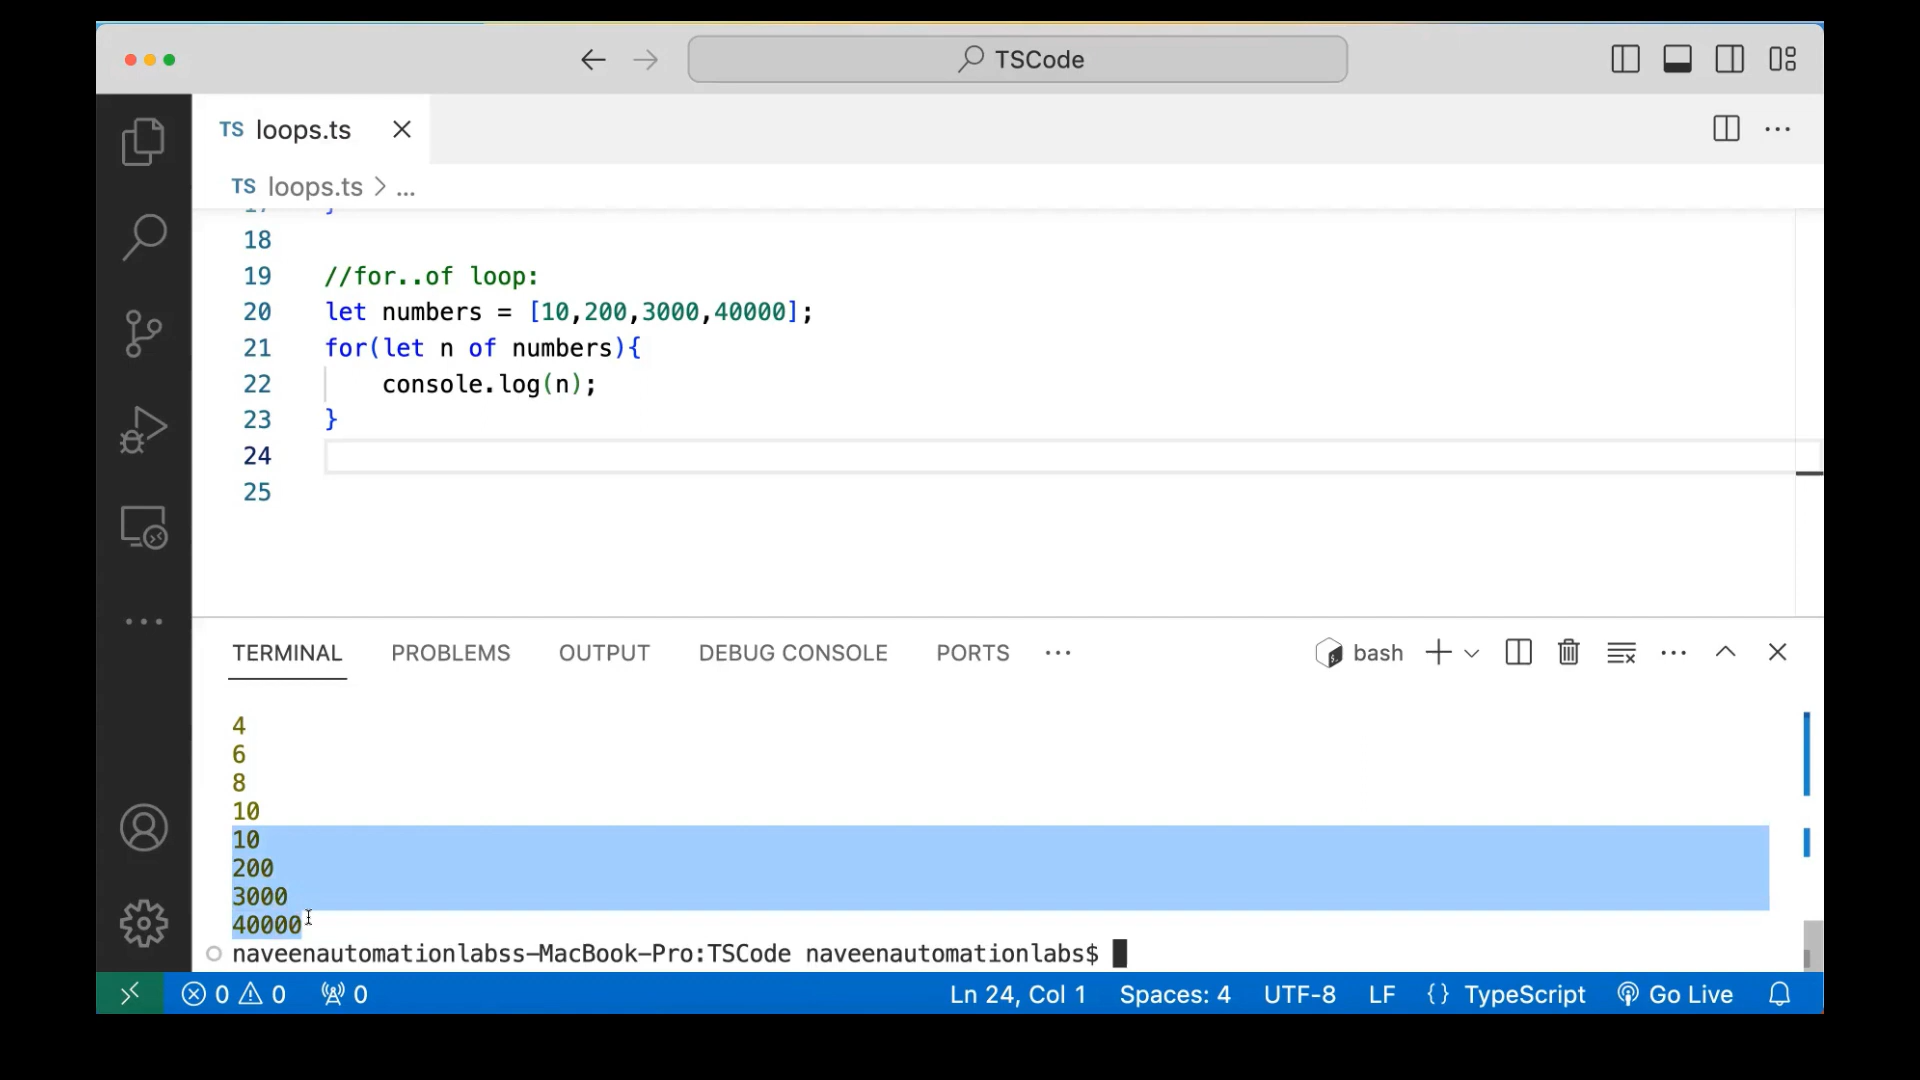 TSCode
TS loops.ts
TS loops.ts > ...
18
19 //for..of loop:
20 let numbers = [10,200,3000,40000];
21 for(let n of numbers){
22 console.log(n);
23 }
24
25
TERMINAL PROBLEMS OUTPUT DEBUG CONSOLE PORTS ... bash
4
6
8
10
10
200
3000
40000
naveenautomationlabss-MacBook-Pro:TSCode naveenautomationlabs$
0 0 0 Ln 24, Col 1 Spaces: 4 UTF-8 LF {} TypeScript Go Live